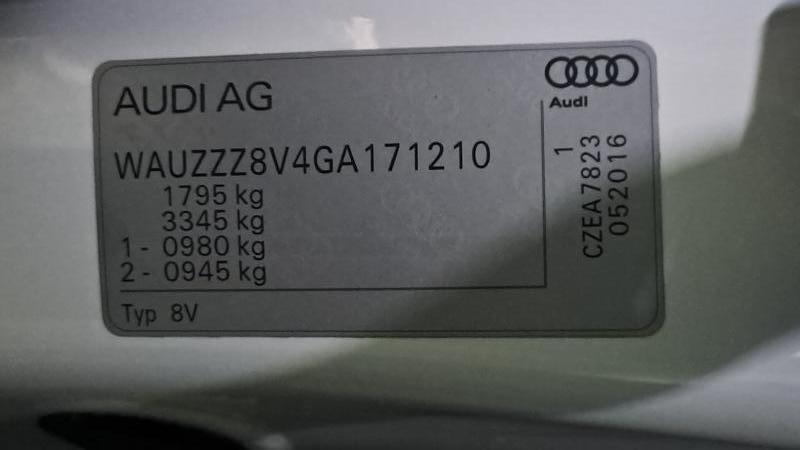 AUDI AG
Audi
WAUZZZ8V4GA171210
1795 kg
3345 kg
1 - 0980 kg
2 - 0945 kg
Typ 8V
1
CZEA7823
052016